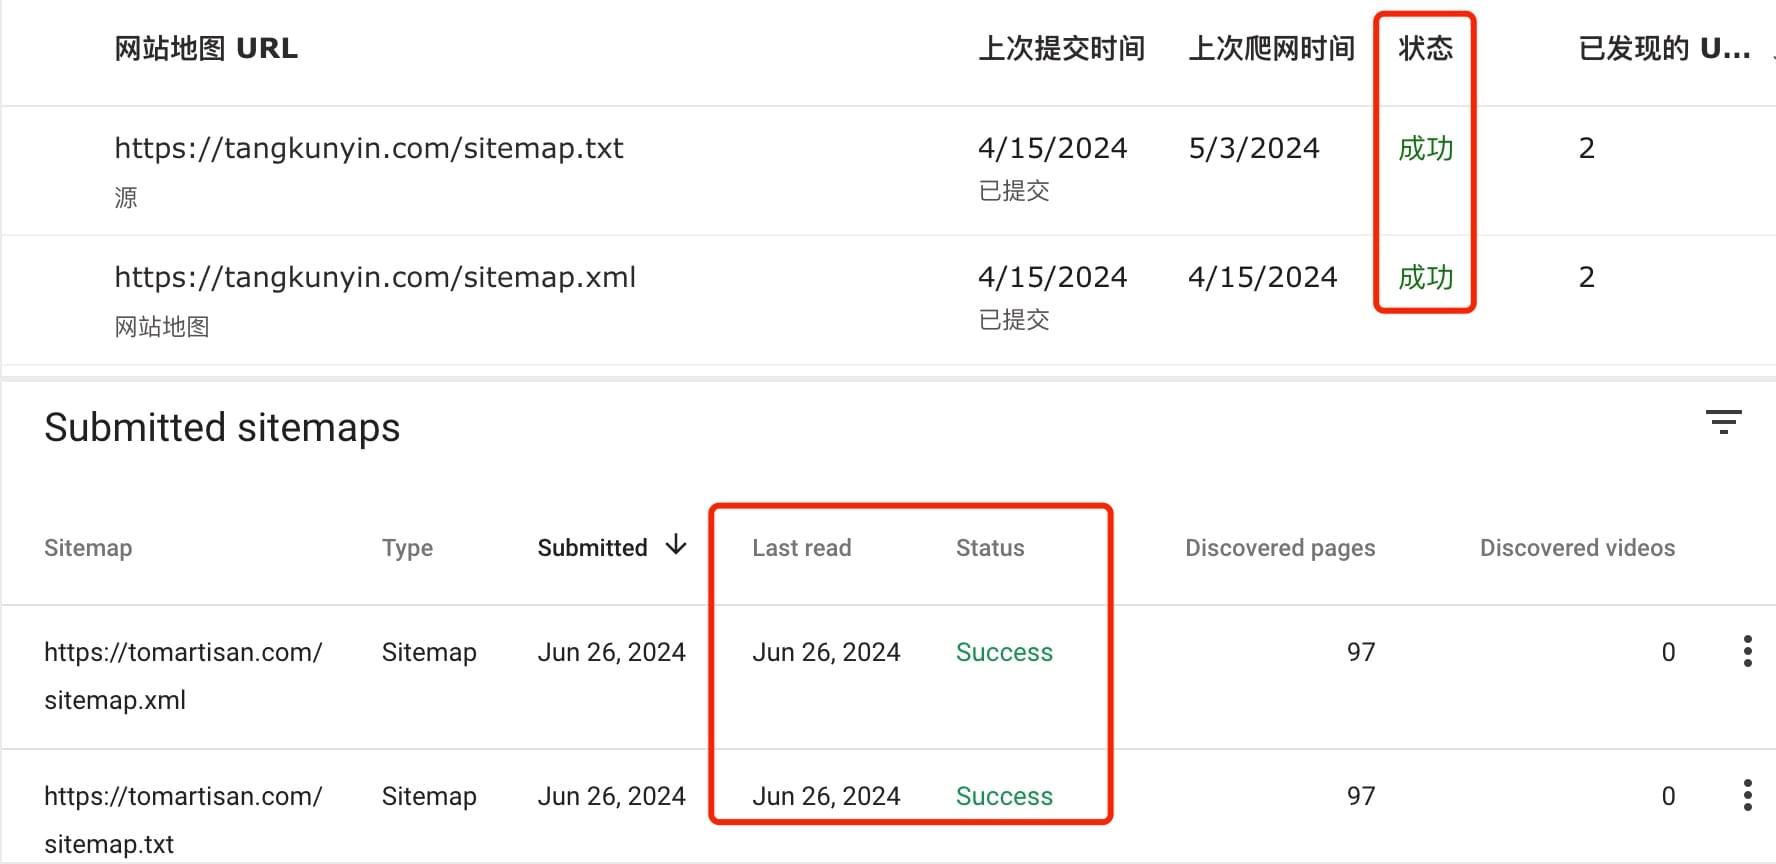 网站地图 URL 上次提交时间 上次爬网时间 状态 已发现的 U...
https://tangkunyin.com/sitemap.txt 4/15/2024 5/3/2024 成功 2
源 已提交
https://tangkunyin.com/sitemap.xml 4/15/2024 4/15/2024 成功 2
网站地图 已提交
Submitted sitemaps
Sitemap Type Submitted Last read Status Discovered pages Discovered videos
https://tomartisan.com/ Sitemap Jun 26, 2024 Jun 26, 2024 Success 97 0
sitemap.xml
https://tomartisan.com/ Sitemap Jun 26, 2024 Jun 26, 2024 Success 97 0
sitemap.txt